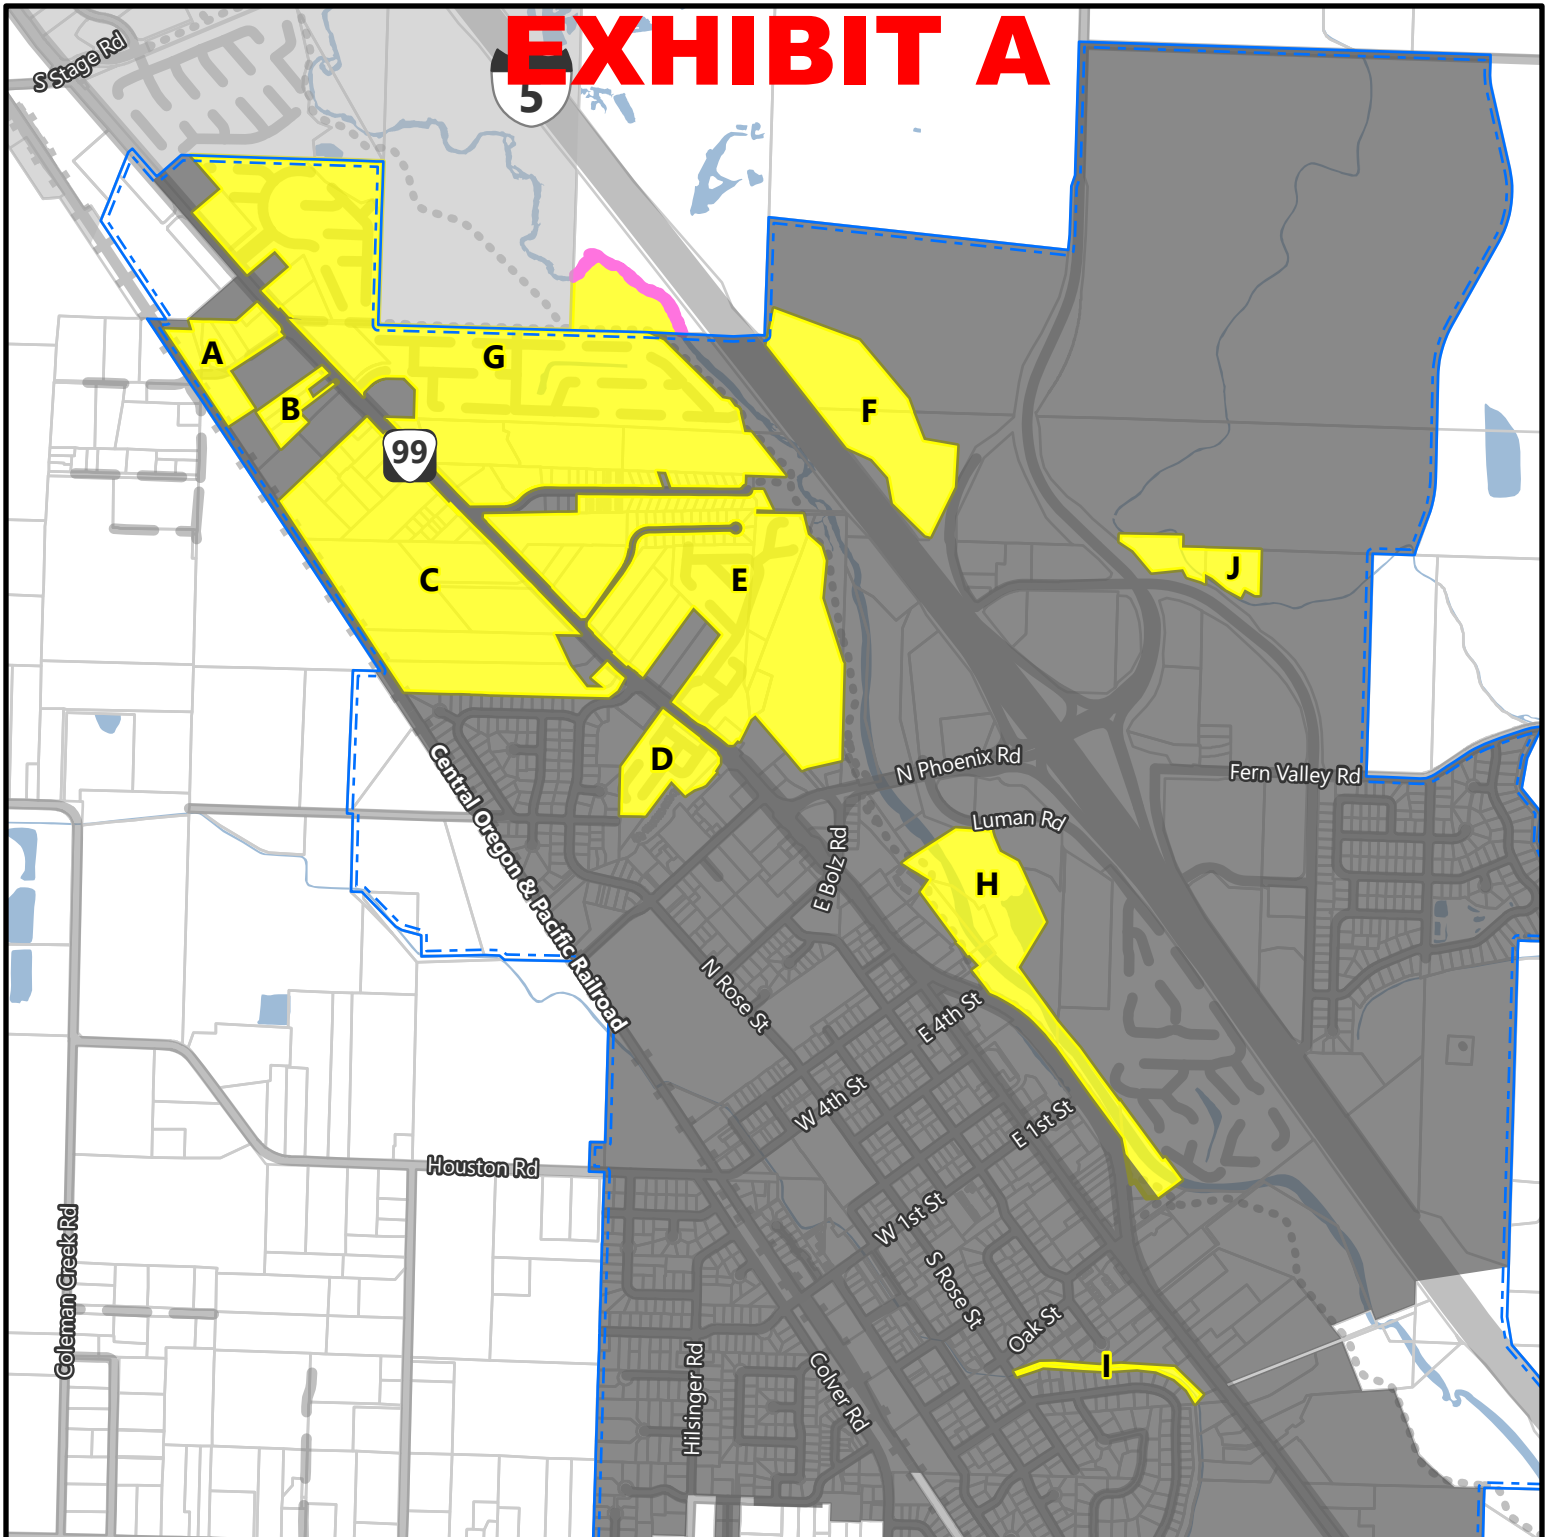 EXHIBIT A
S Stage Rd
5
A
G
B
F
99
C
E
J
D
N Phoenix Rd
Fern Valley Rd
Luman Rd
E Bolz Rd
H
Central Oregon & Pacific Railroad
N Rose St
E 4th St
W 4th St
E 1st St
Houston Rd
W 1st St
Coleman Creek Rd
S Rose St
Oak St
I
Hilsinger Rd
Colver Rd